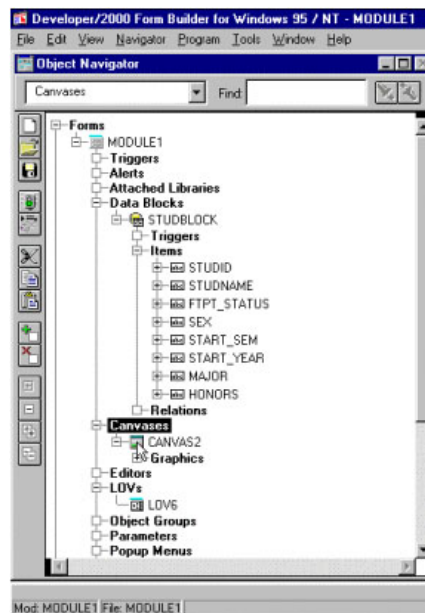 Developer/2000 Form Builder for Windows 95 / NT - MODULE1
File Edit View Navigator Program Tools Window Help
Object Navigator
Canvases Find:
Forms
MODULE1
Triggers
Alerts
Attached Libraries
Data Blocks
STUDBLOCK
Triggers
Items
STUDID
STUDNAME
FTPT_STATUS
SEX
START_SEM
START_YEAR
MAJOR
HONORS
Relations
Canvases
CANVAS2
Graphics
Editors
LOVs
LOV6
Object Groups
Parameters
Popup Menus
Mod: MODULE1 File: MODULE1